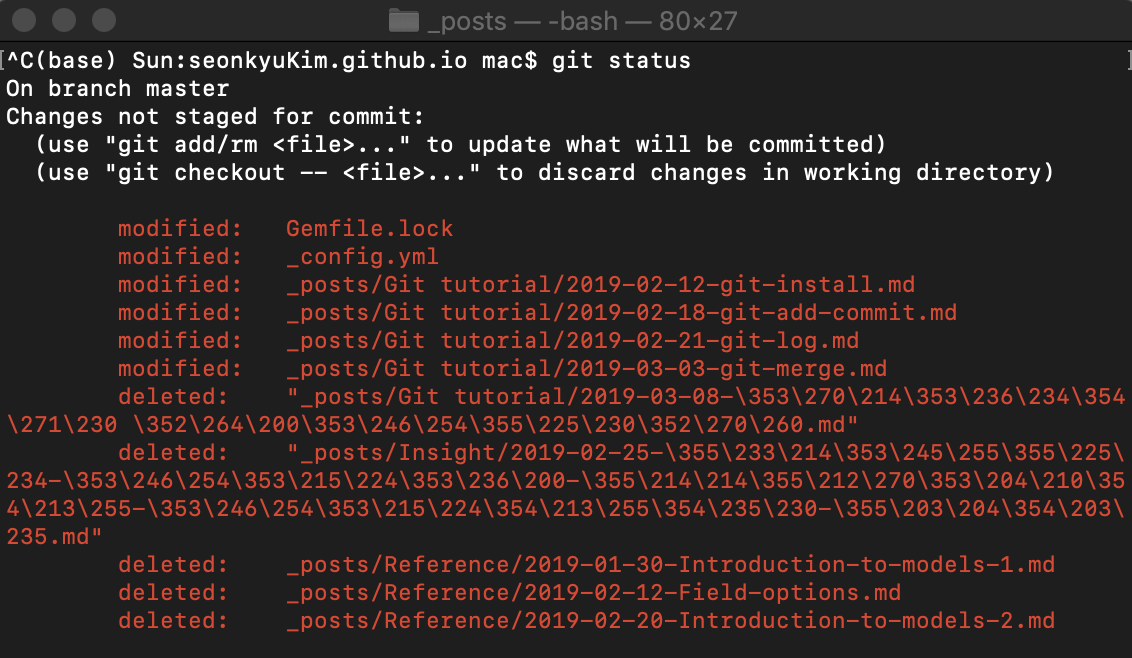 _posts — -bash — 80×27
[^C(base) Sun:seonkyuKim.github.io mac$ git status ]
On branch master
Changes not staged for commit:
  (use "git add/rm <file>..." to update what will be committed)
  (use "git checkout -- <file>..." to discard changes in working directory)
        modified:   Gemfile.lock
        modified:   _config.yml
        modified:   _posts/Git tutorial/2019-02-12-git-install.md
        modified:   _posts/Git tutorial/2019-02-18-git-add-commit.md
        modified:   _posts/Git tutorial/2019-02-21-git-log.md
        modified:   _posts/Git tutorial/2019-03-03-git-merge.md
        deleted:    "_posts/Git tutorial/2019-03-08-\353\270\214\353\236\234\354
\271\230 \352\264\200\353\246\254\355\225\230\352\270\260.md"
        deleted:    "_posts/Insight/2019-02-25-\355\233\214\353\245\255\355\225\
234-\353\246\254\353\215\224\353\236\200-\355\214\214\355\212\270\353\204\210\35
4\213\255-\353\246\254\353\215\224\354\213\255\354\235\230-\355\203\204\354\203\
235.md"
        deleted:    _posts/Reference/2019-01-30-Introduction-to-models-1.md
        deleted:    _posts/Reference/2019-02-12-Field-options.md
        deleted:    _posts/Reference/2019-02-20-Introduction-to-models-2.md